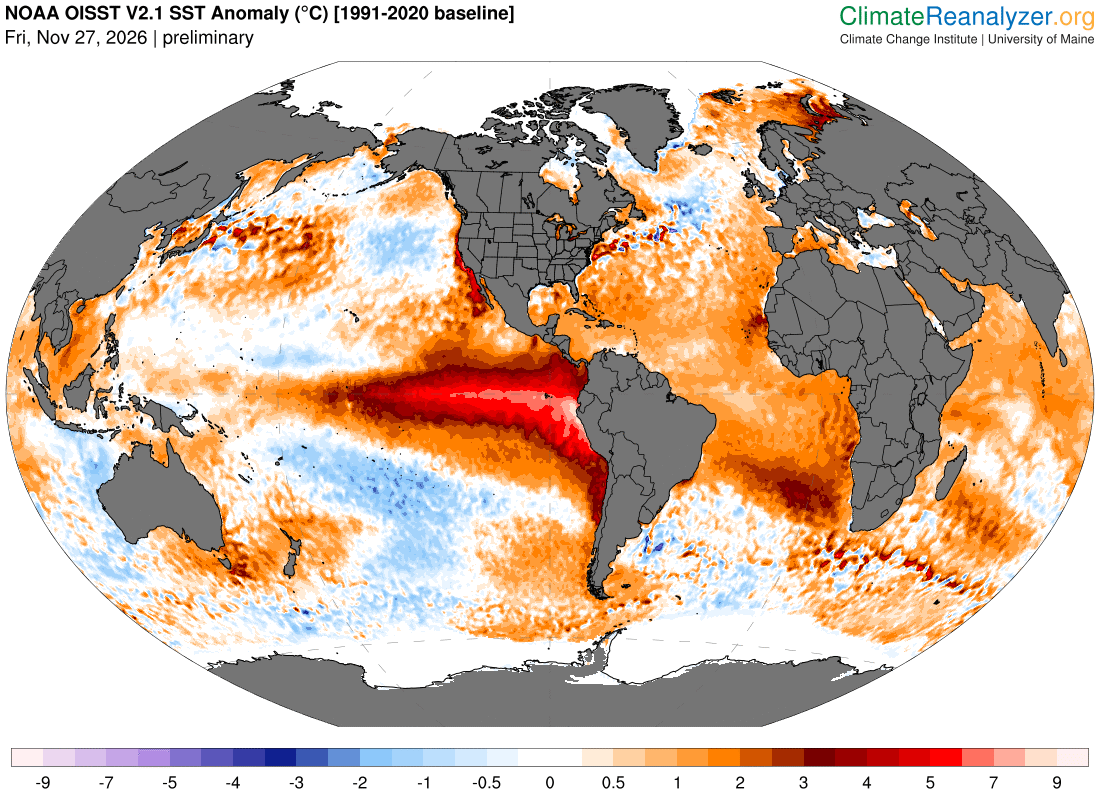 NOAA OISST V2.1 SST Anomaly (°C) [1991-2020 baseline]
Fri, Nov 27, 2026 | preliminary
ClimateReanalyzer.org
Climate Change Institute | University of Maine
-9 -7 -5 -4 -3 -2 -1 -0.5 0 0.5 1 2 3 4 5 7 9